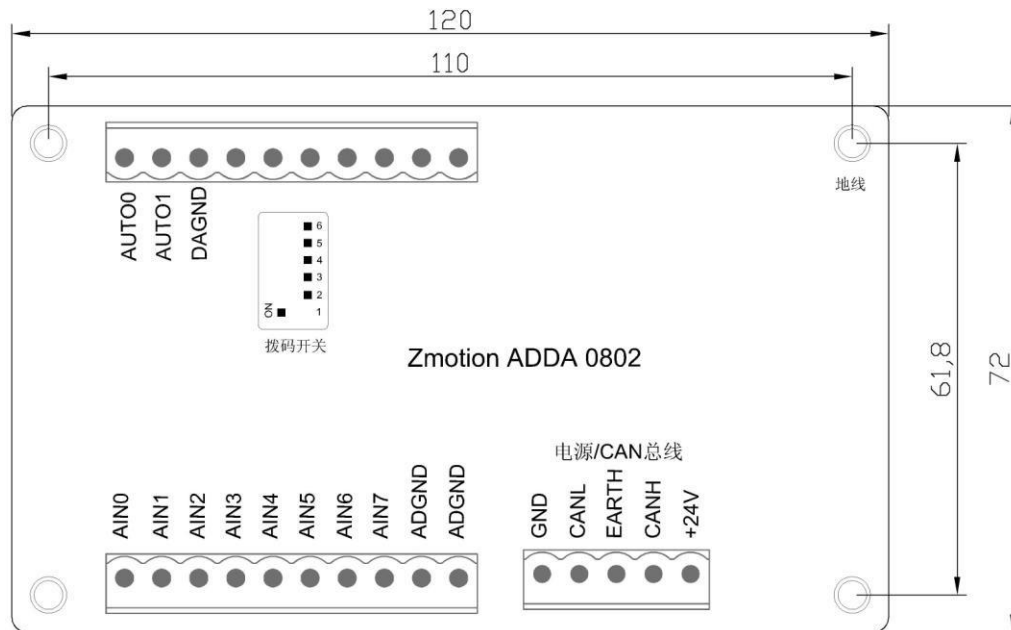 120
110
地线
AUTO0
AUTO1
DAGND
6
5
4
3
2
ON
1
拨码开关
Zmotion ADDA 0802
61,8
72
电源/CAN总线
AIN0
AIN1
AIN2
AIN3
AIN4
AIN5
AIN6
AIN7
ADGND
ADGND
GND
CANL
EARTH
CANH
+24V